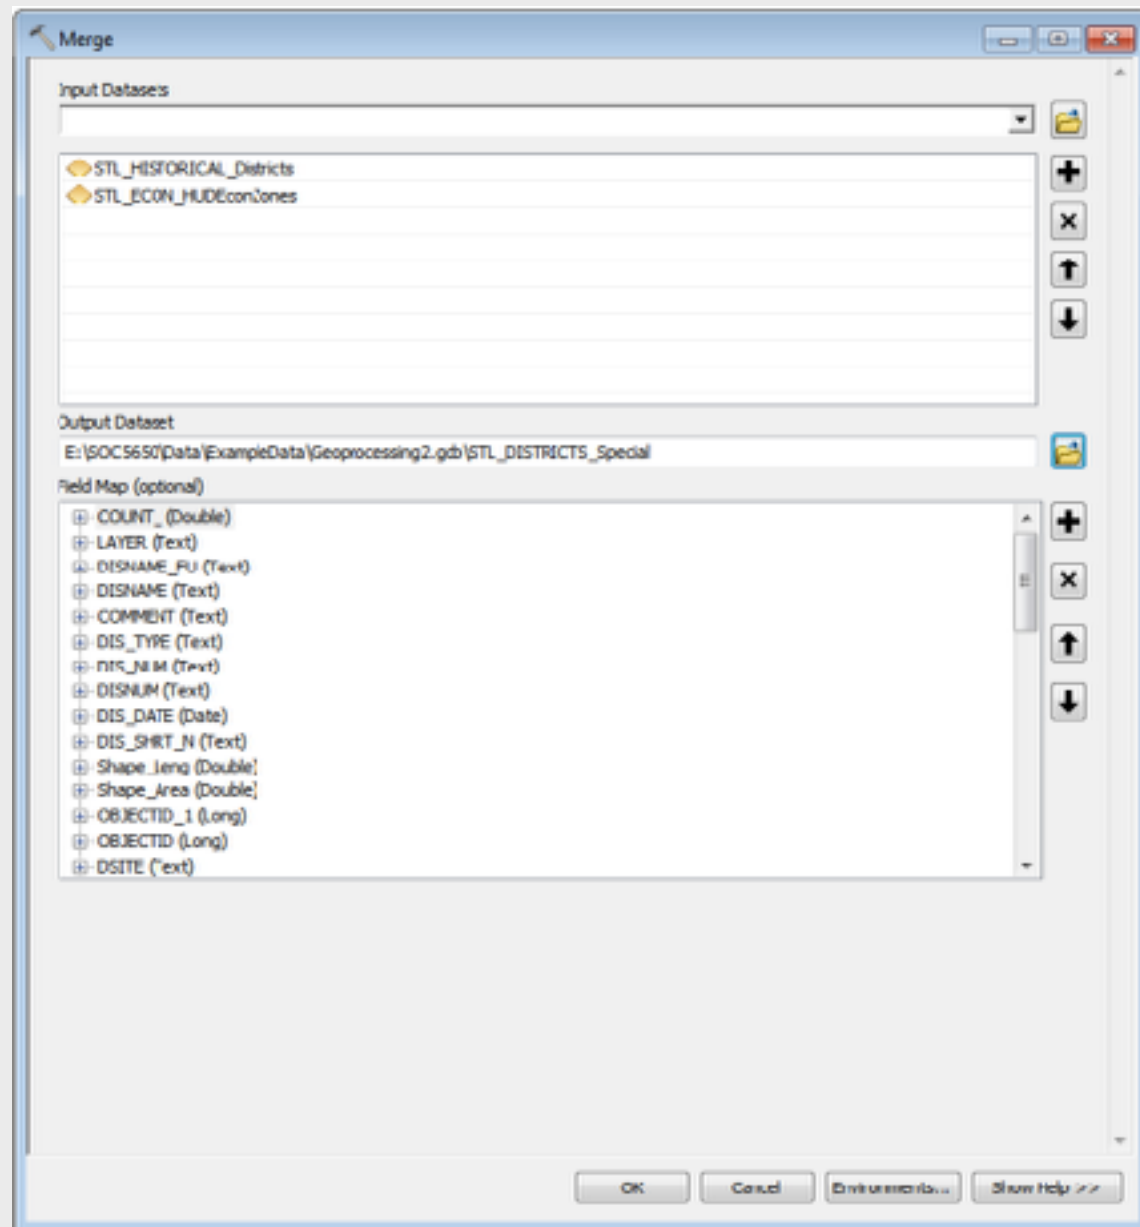 Merge
Input Datasets
STL_HISTORICAL_Districts
STL_ECON_HUDEconZones
Output Dataset
E:\SOC5650\Data\ExampleData\Geoprocessing2.gdb\STL_DISTRICTS_Special
Field Map (optional)
COUNT_ (Double)
LAYER (Text)
DISNAME_FU (Text)
DISNAME (Text)
COMMENT (Text)
DIS_TYPE (Text)
DIS_NUM (Text)
DISNUM (Text)
DIS_DATE (Date)
DIS_SHRT_N (Text)
Shape_Leng (Double)
Shape_Area (Double)
OBJECTID_1 (Long)
OBJECTID (Long)
DSITE (Text)
OK Cancel Environments... Show Help >>